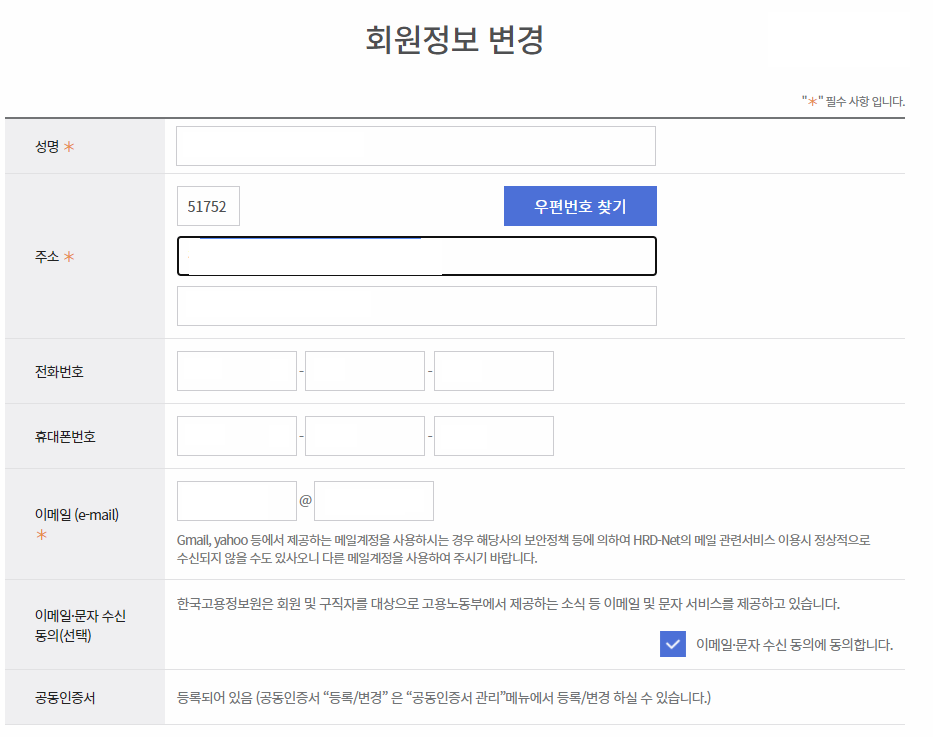 회원정보 변경
"*" 필수 사항 입니다.
성명 *
51752
우편번호 찾기
주소 *
전화번호
- -
휴대폰번호
- -
이메일 (e-mail)
*
@
Gmail, yahoo 등에서 제공하는 메일계정을 사용하시는 경우 해당사의 보안정책 등에 의하여 HRD-Net의 메일 관련서비스 이용시 정상적으로
수신되지 않을 수도 있사오니 다른 메일계정을 사용하여 주시기 바랍니다.
이메일·문자 수신
동의(선택)
한국고용정보원은 회원 및 구직자를 대상으로 고용노동부에서 제공하는 소식 등 이메일 및 문자 서비스를 제공하고 있습니다.
이메일·문자 수신 동의에 동의합니다.
공동인증서
등록되어 있음 (공동인증서 “등록/변경” 은 “공동인증서 관리”메뉴에서 등록/변경 하실 수 있습니다.)